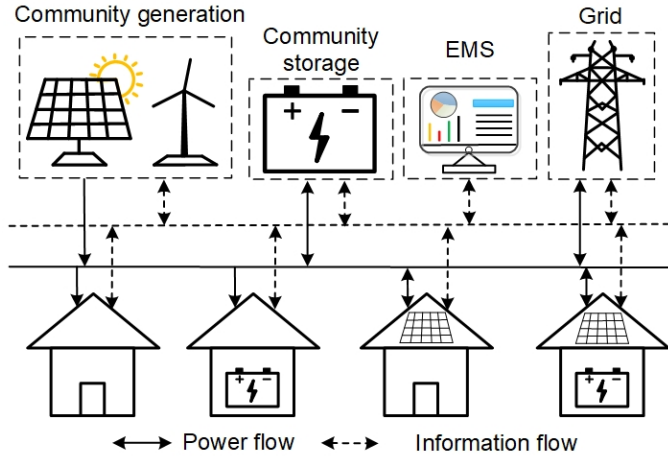 Community generation
Community
storage
EMS
Grid
+ −
+ −
+ −
Power flow
Information flow